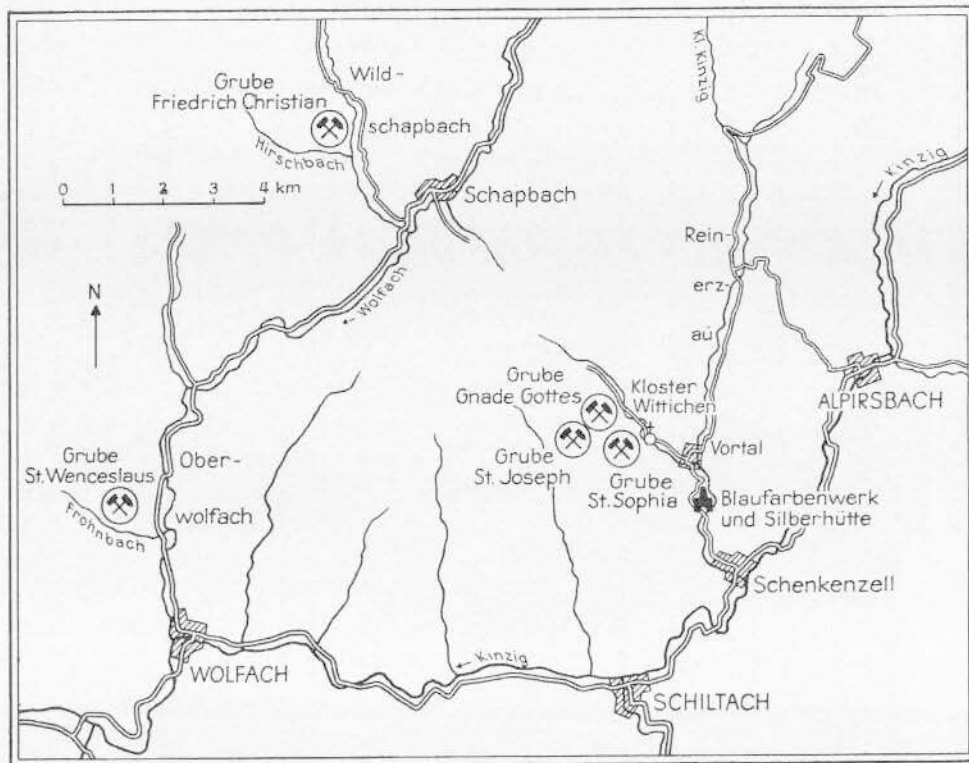 Grube
Friedrich Christian
Wild-
schapbach
Hirschbach
0 1 2 3 4 km
Schapbach
Kl. Kinzig
Kinzig
Rein-
erz-
aú
N
Wolfach
Grube
Gnade Gottes
Kloster
Wittichen
ALPIRSBACH
Vortal
Grube
St. Joseph
Grube
St. Sophia
Blaufarbenwerk
und Silberhütte
Grube
St. Wenceslaus
Ober-
wolfach
Frohnbach
Schenkenzell
WOLFACH
Kinzig
SCHILTACH